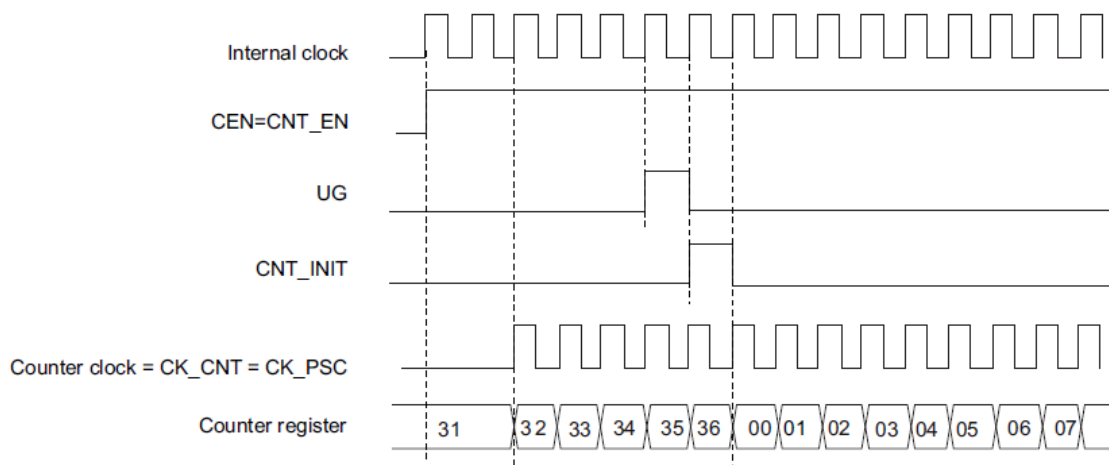 Internal clock
CEN=CNT_EN
UG
CNT_INIT
Counter clock = CK_CNT = CK_PSC
Counter register 31 32 33 34 35 36 00 01 02 03 04 05 06 07